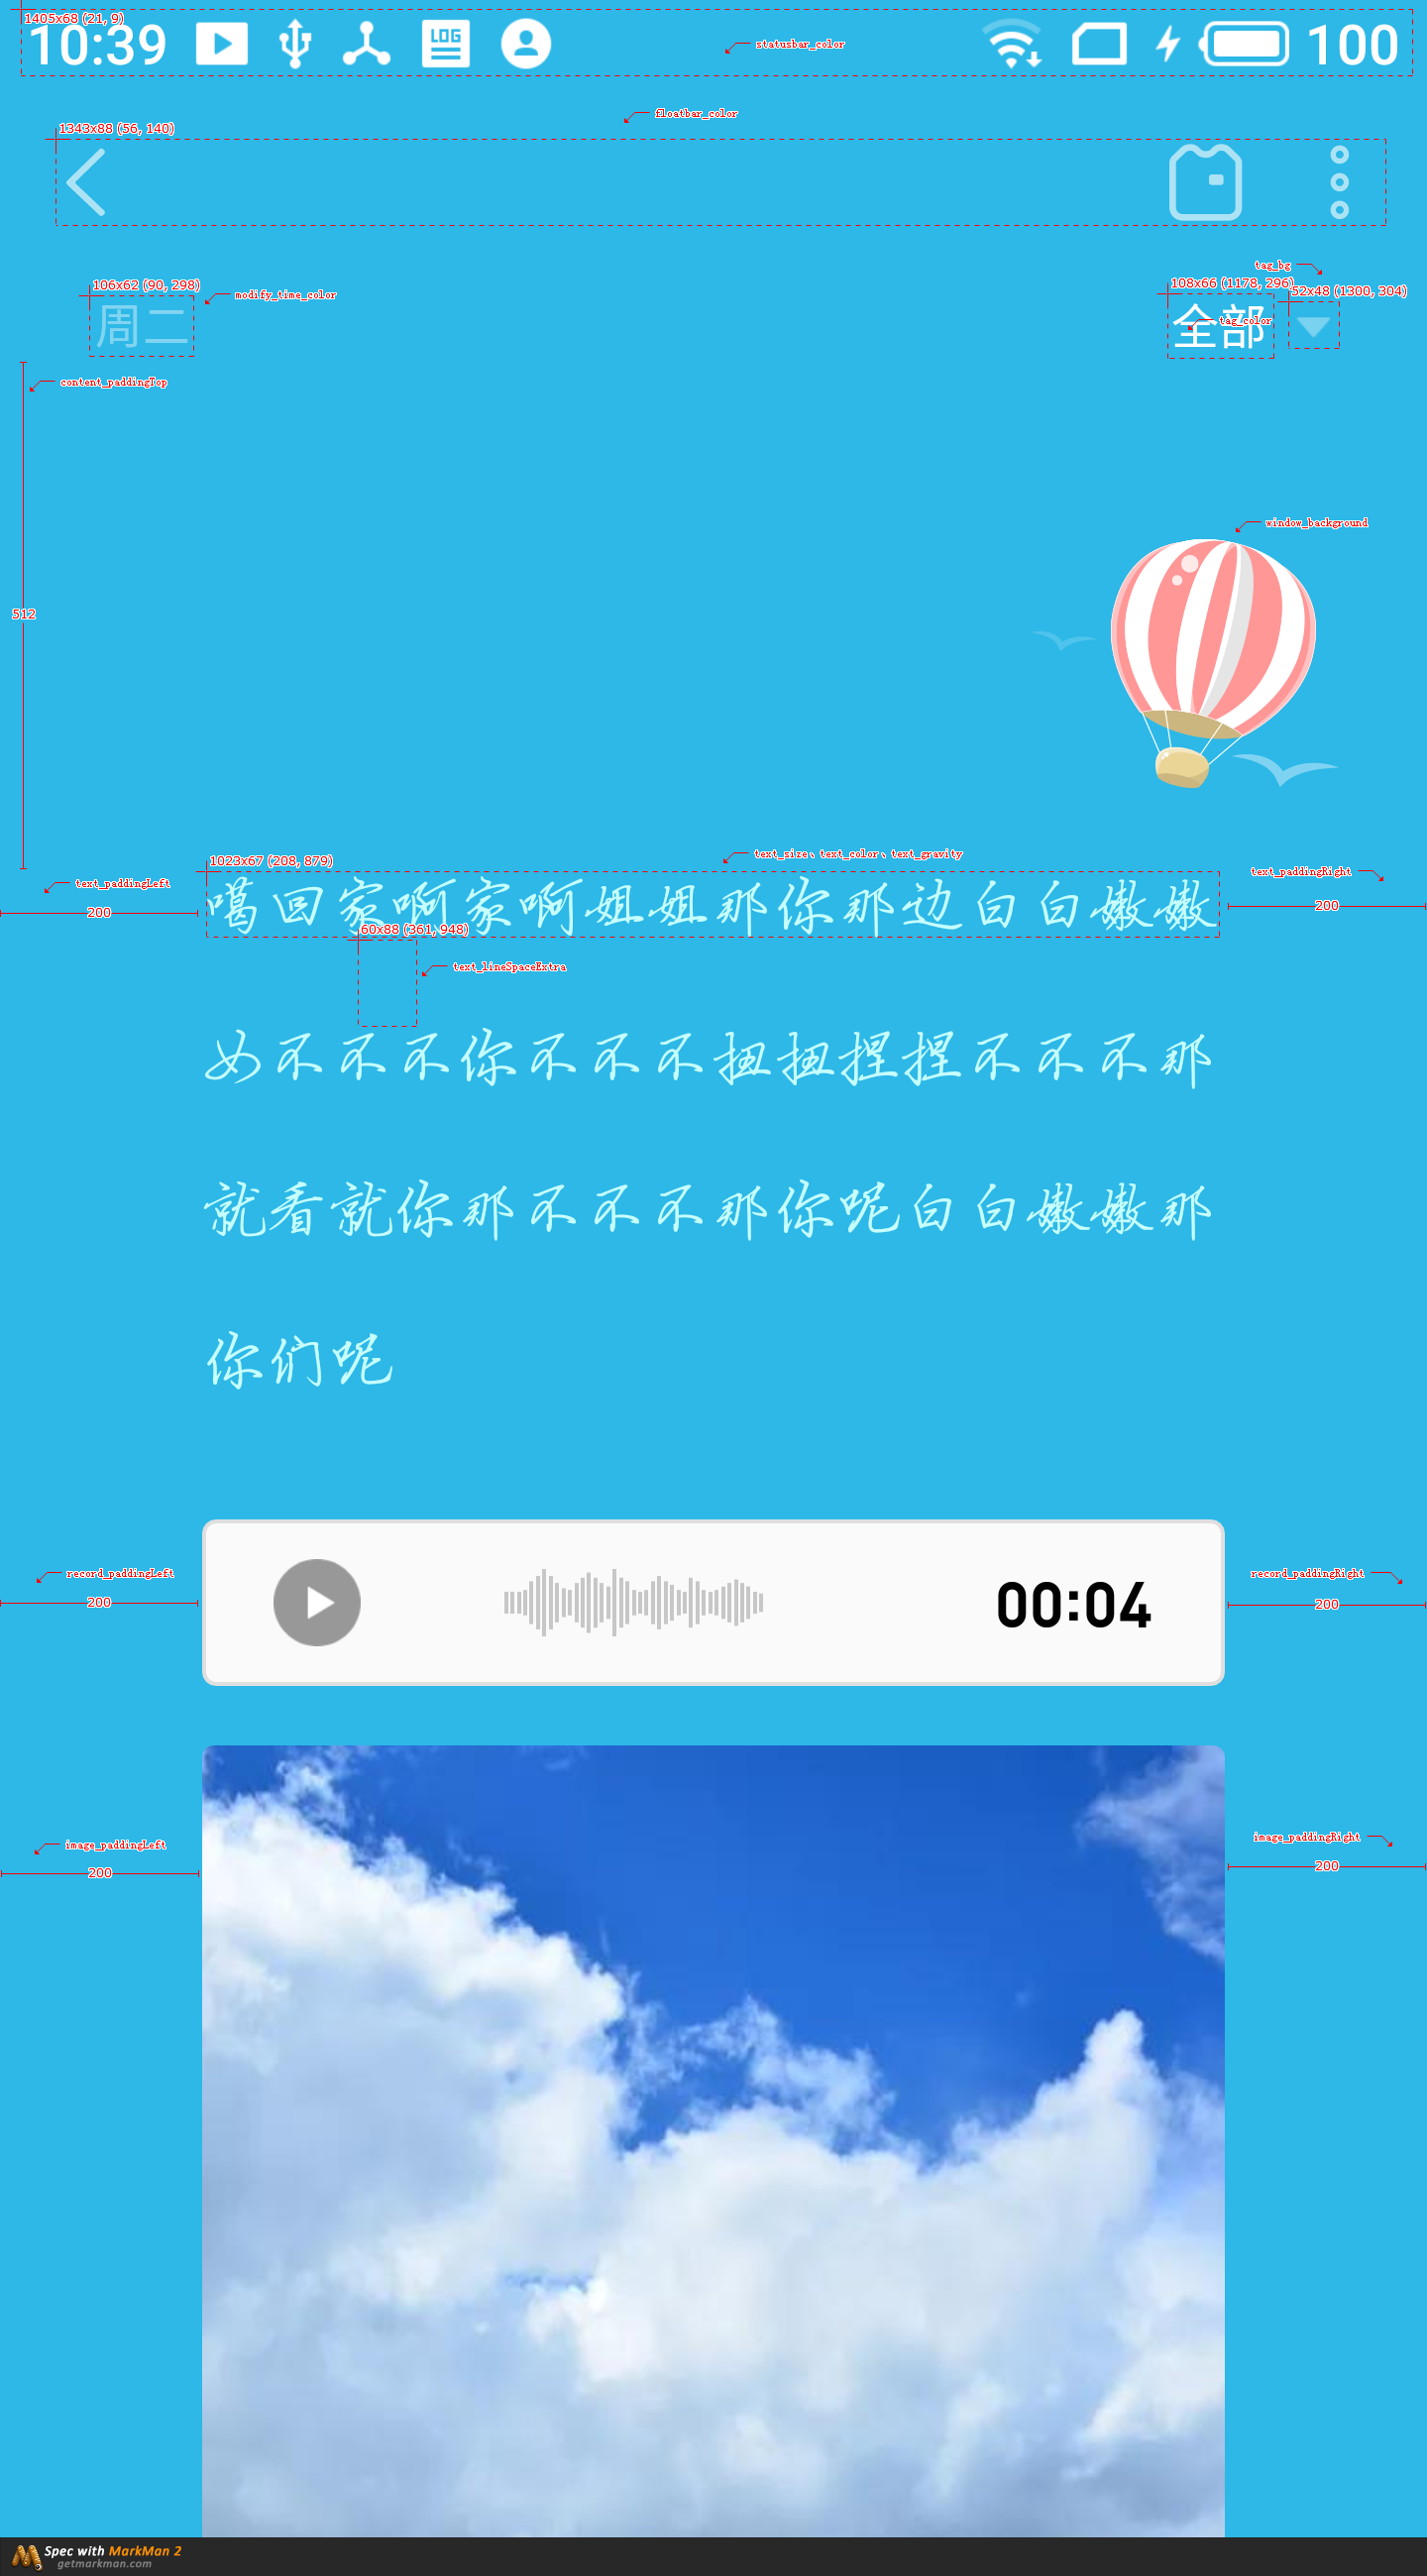 1405x68 (21, 9)
10:39 LOG 100
statusbar_color
floatbar_color
1343x88 (56, 140)
tag_bg
106x62 (90, 298)
modify_time_color
108x66 (1178, 296)
52x48 (1300, 304)
周二
全部
tag_color
content_paddingTop
window_background
512
text_size、text_color、text_gravity
1023x67 (208, 879)
text_paddingLeft
text_paddingRight
200
200
噶回家啊家啊姐姐那你那边白白嫩嫩
60x88 (361, 948)
text_lineSpaceExtra
女不不不你不不不扭扭捏捏不不不那
就看就你那不不不那你呢白白嫩嫩那
你们呢
record_paddingLeft
record_paddingRight
200
200
00:04
image_paddingLeft
image_paddingRight
200
200
Spec with MarkMan 2
getmarkman.com